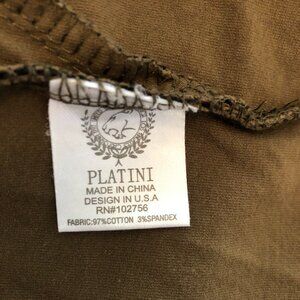 PLATINI
MADE IN CHINA
DESIGN IN U.S.A
RN#102756
FABRIC:97%COTTON 3%SPANDEX